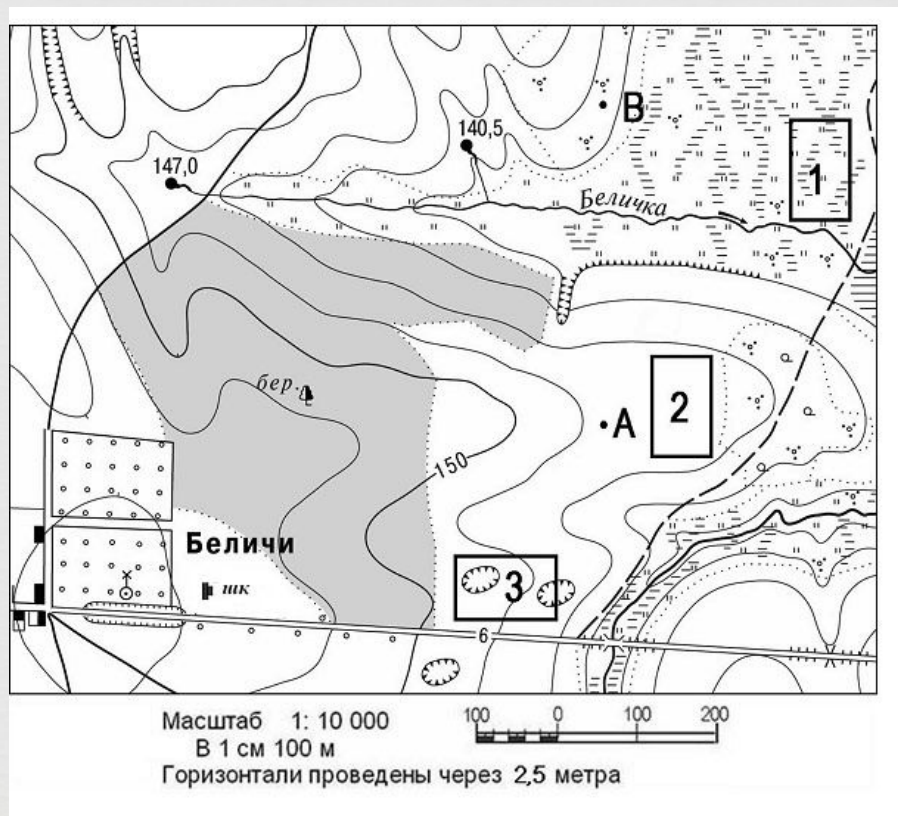 В
140,5
147,0
1
Беличка
2
А
бер.
150
Беличи
3
шк
6
Масштаб 1: 10 000
100 0 100 200
В 1 см 100 м
Горизонтали проведены через 2,5 метра